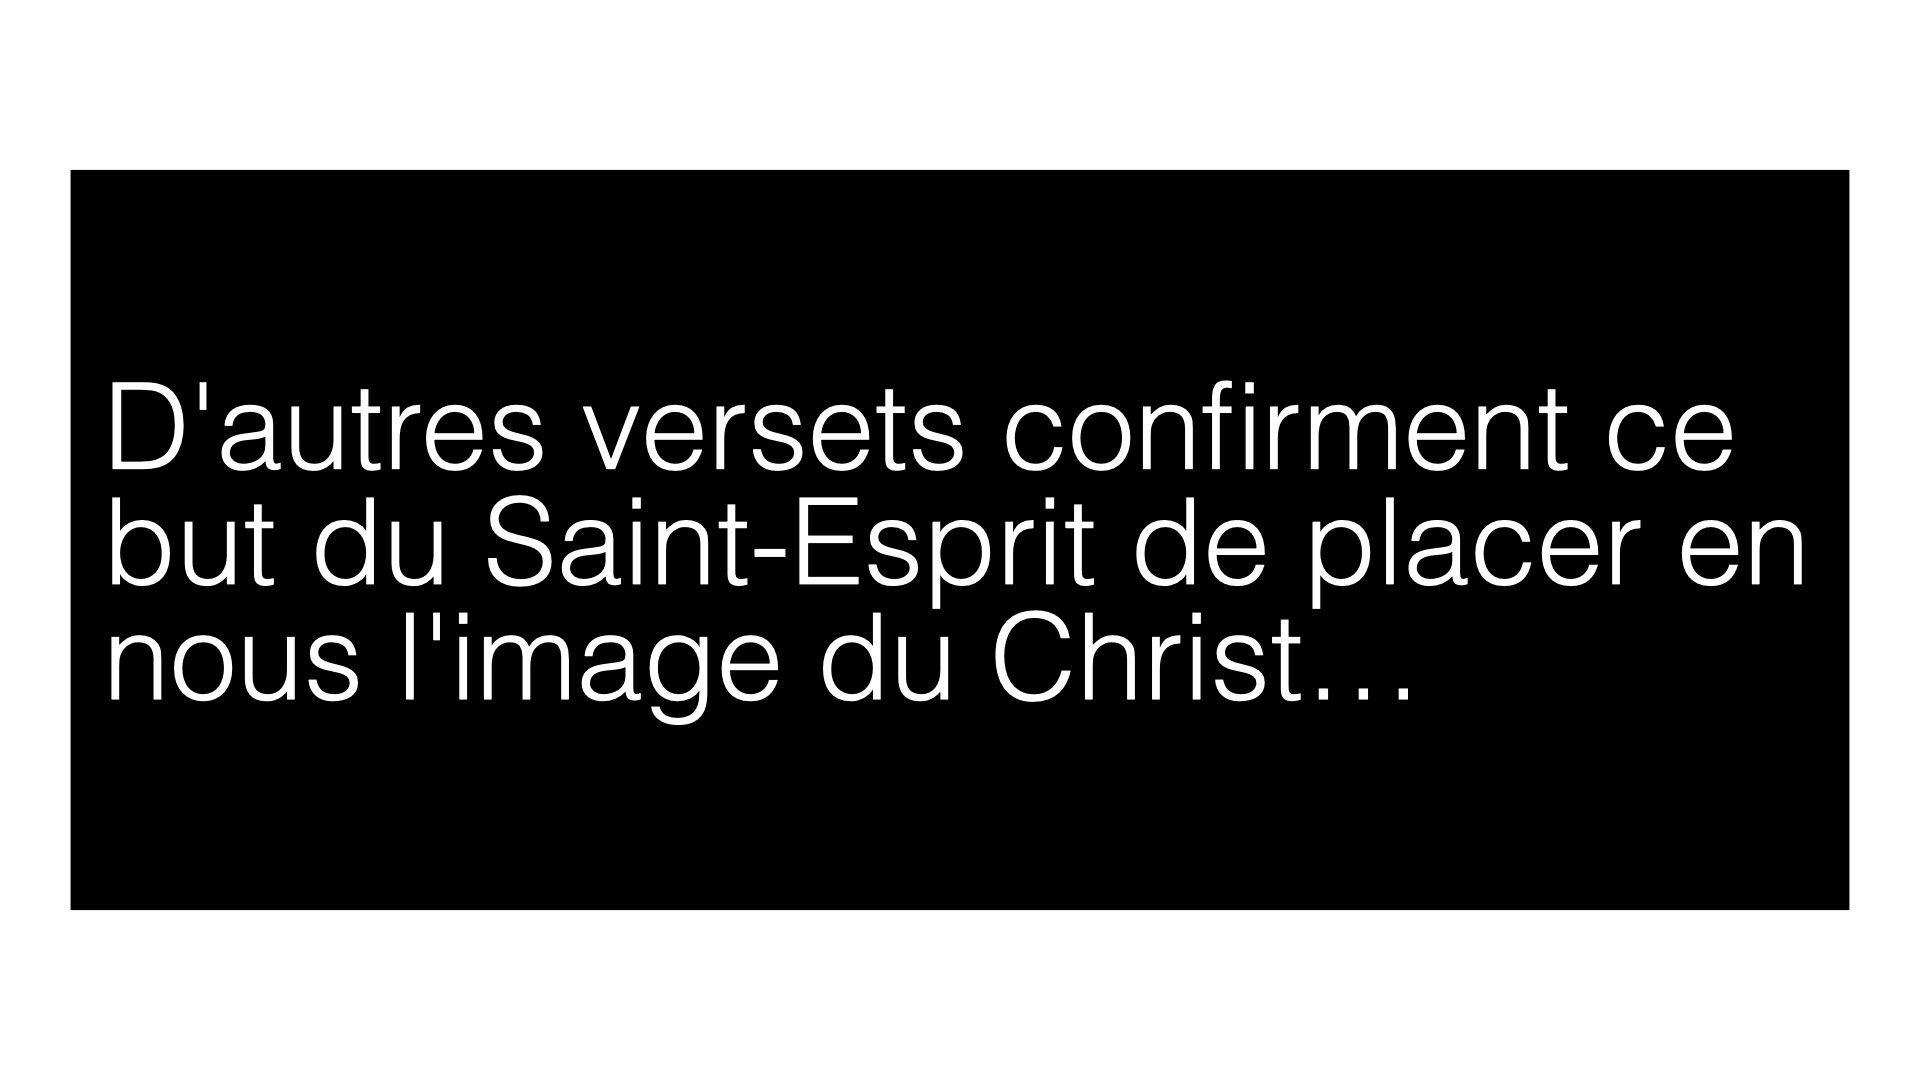 D'autres versets confirment ce
but du Saint-Esprit de placer en
nous l'image du Christ…